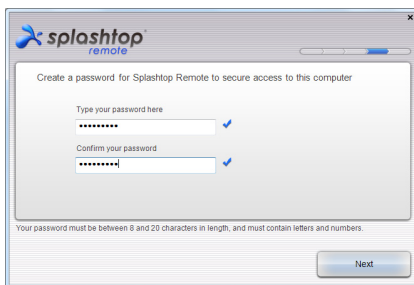 splashtop
remote
Create a password for Splashtop Remote to secure access to this computer
Type your password here
•••••••••
Confirm your password
•••••••••
Your password must be between 8 and 20 characters in length, and must contain letters and numbers.
Next